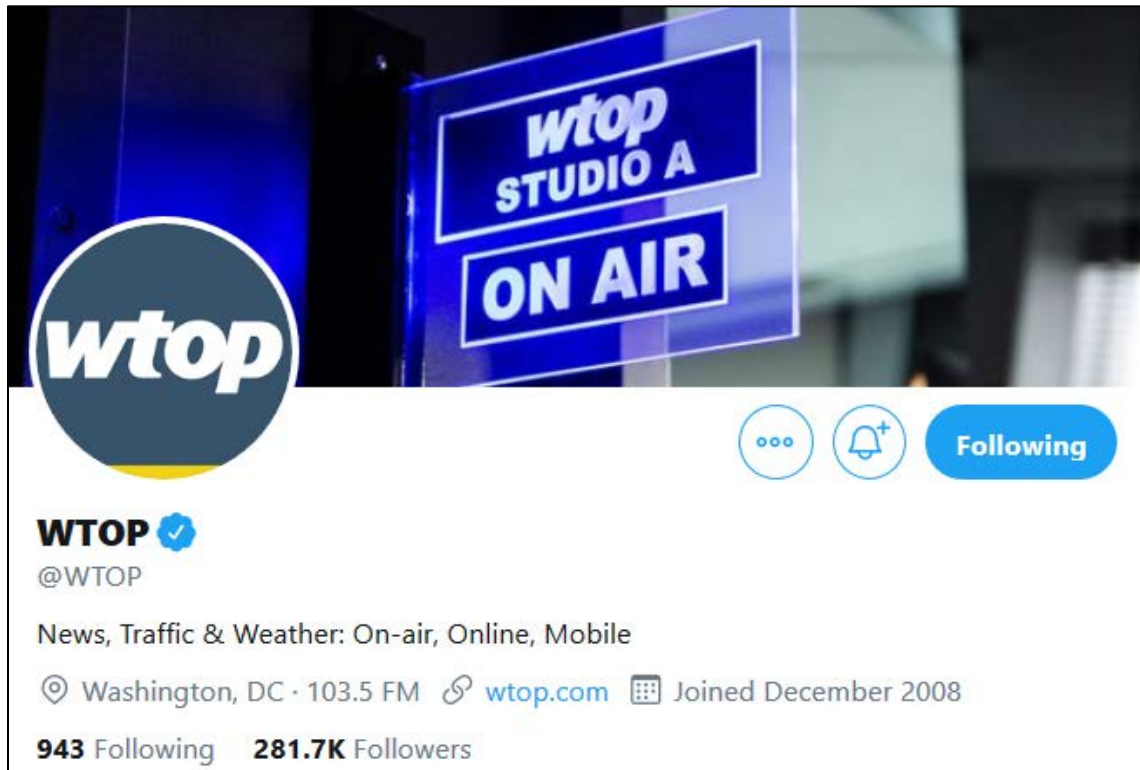 wtop
STUDIO A
ON AIR
wtop
Following
WTOP
@WTOP
News, Traffic & Weather: On-air, Online, Mobile
Washington, DC · 103.5 FM wtop.com Joined December 2008
943 Following 281.7K Followers